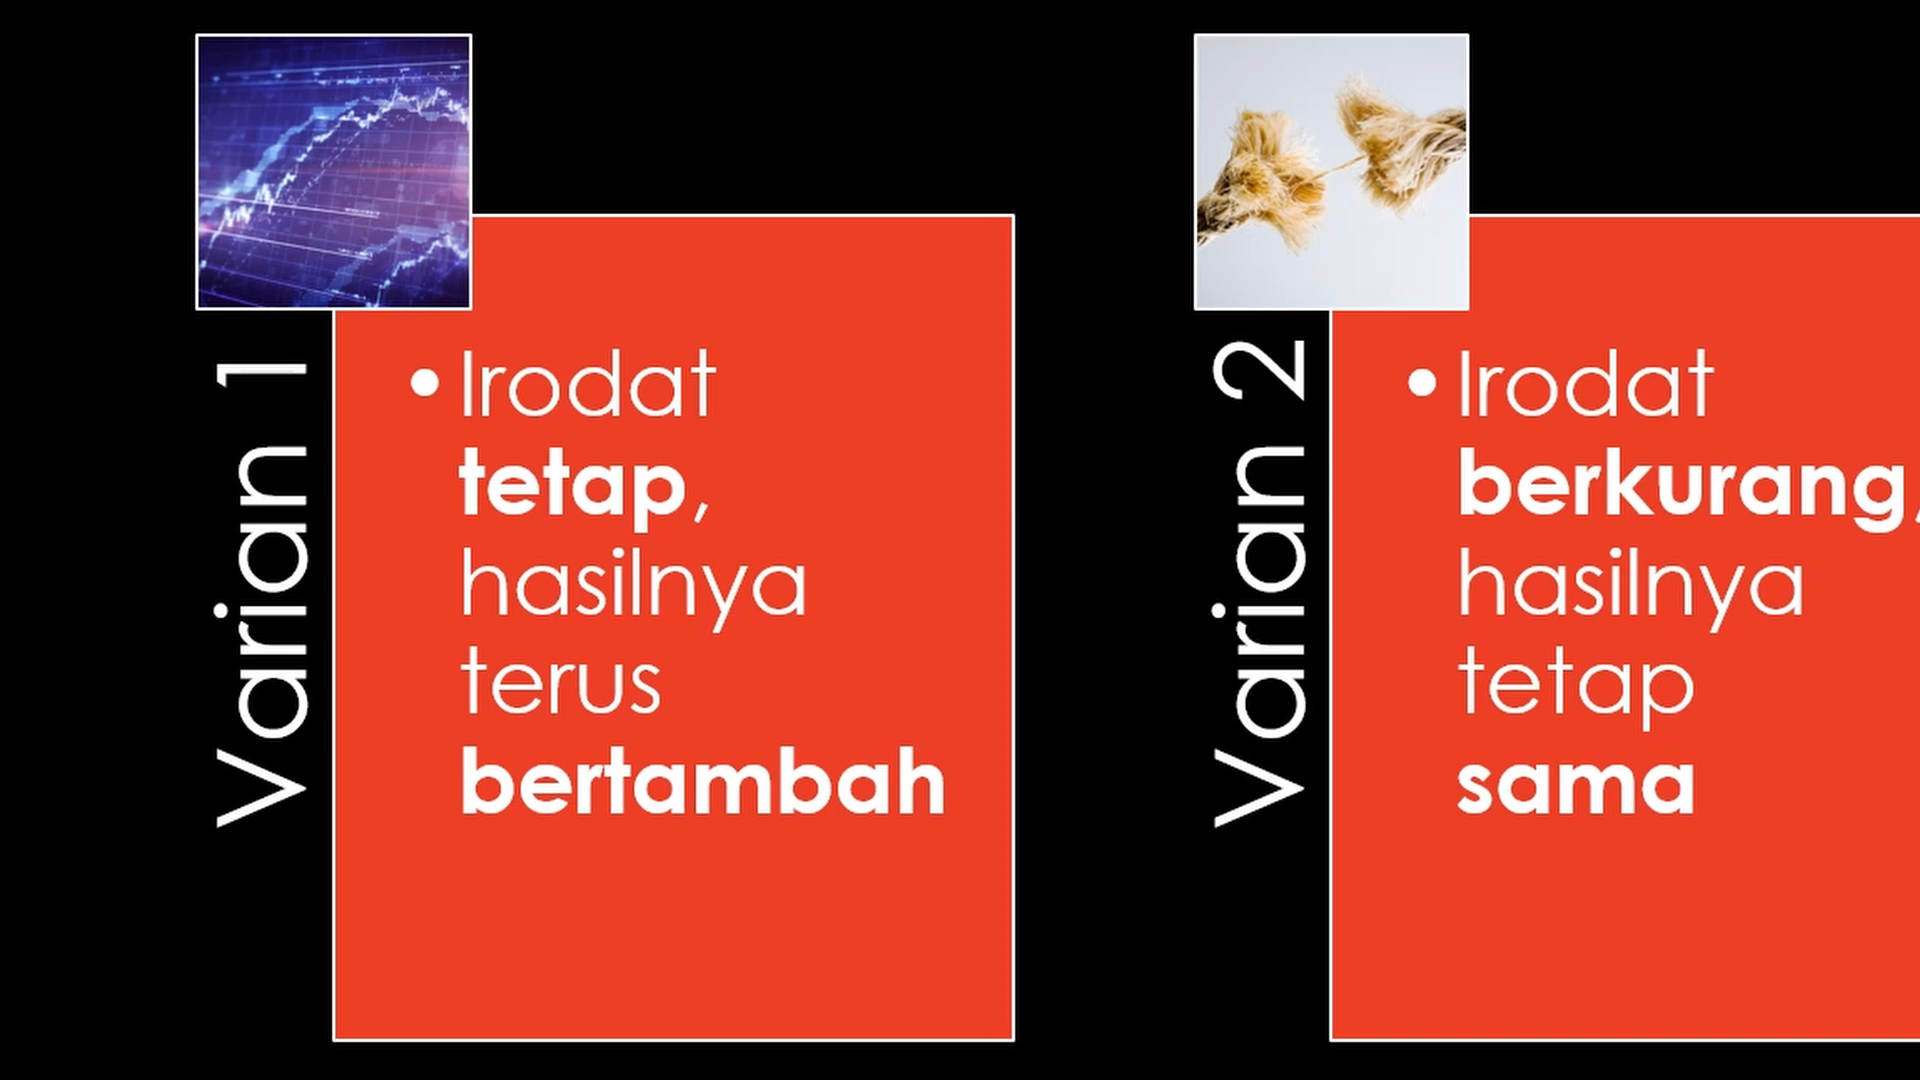 Varian 1
• Irodat
tetap,
hasilnya
terus
bertambah
Varian 2
• Irodat
berkurang,
hasilnya
tetap
sama